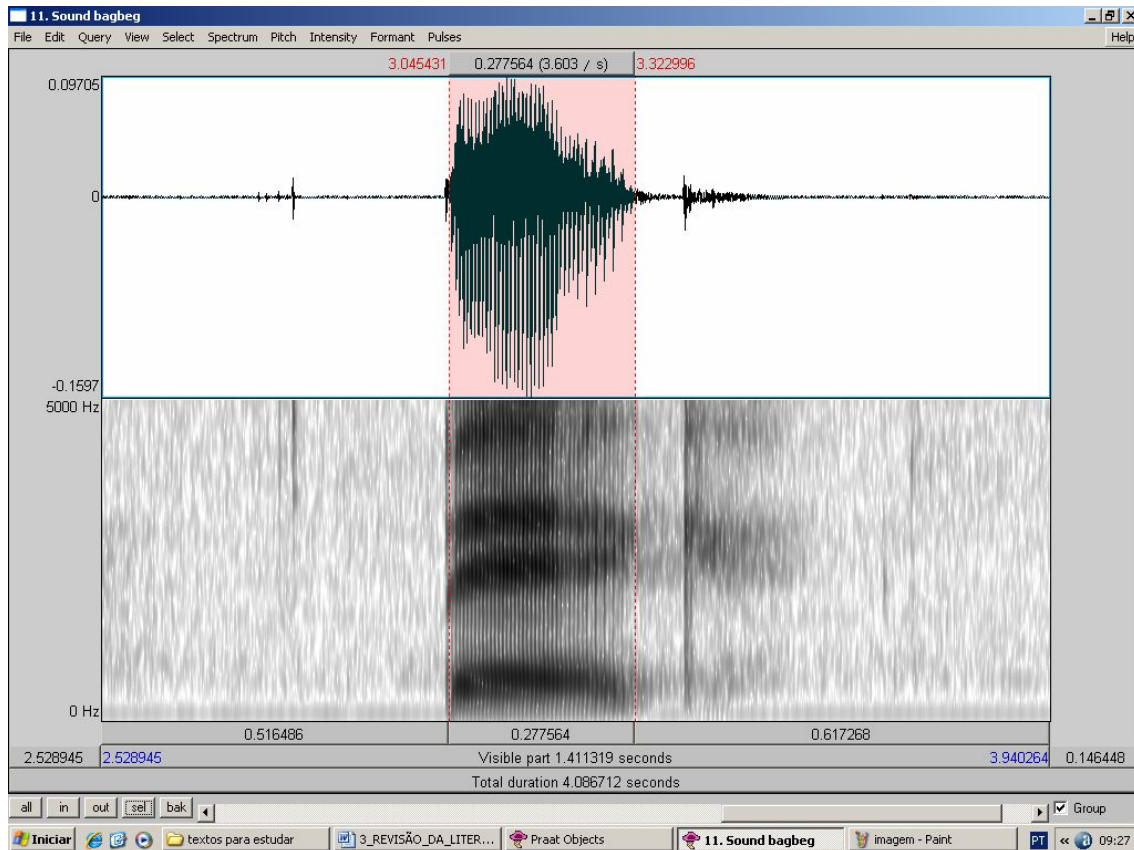 11. Sound bagbeg
File Edit Query View Select Spectrum Pitch Intensity Formant Pulses Help
3.045431 0.277564 (3.603 / s) 3.322996
0.09705
0
-0.1597
5000 Hz
0 Hz
0.516486 0.277564 0.617268
2.528945 2.528945 Visible part 1.411319 seconds 3.940264 0.146448
Total duration 4.086712 seconds
all in out sel bak Group
Iniciar textos para estudar 3_REVISÃO_DA_LITER... Praat Objects 11. Sound bagbeg imagem - Paint PT « 09:27